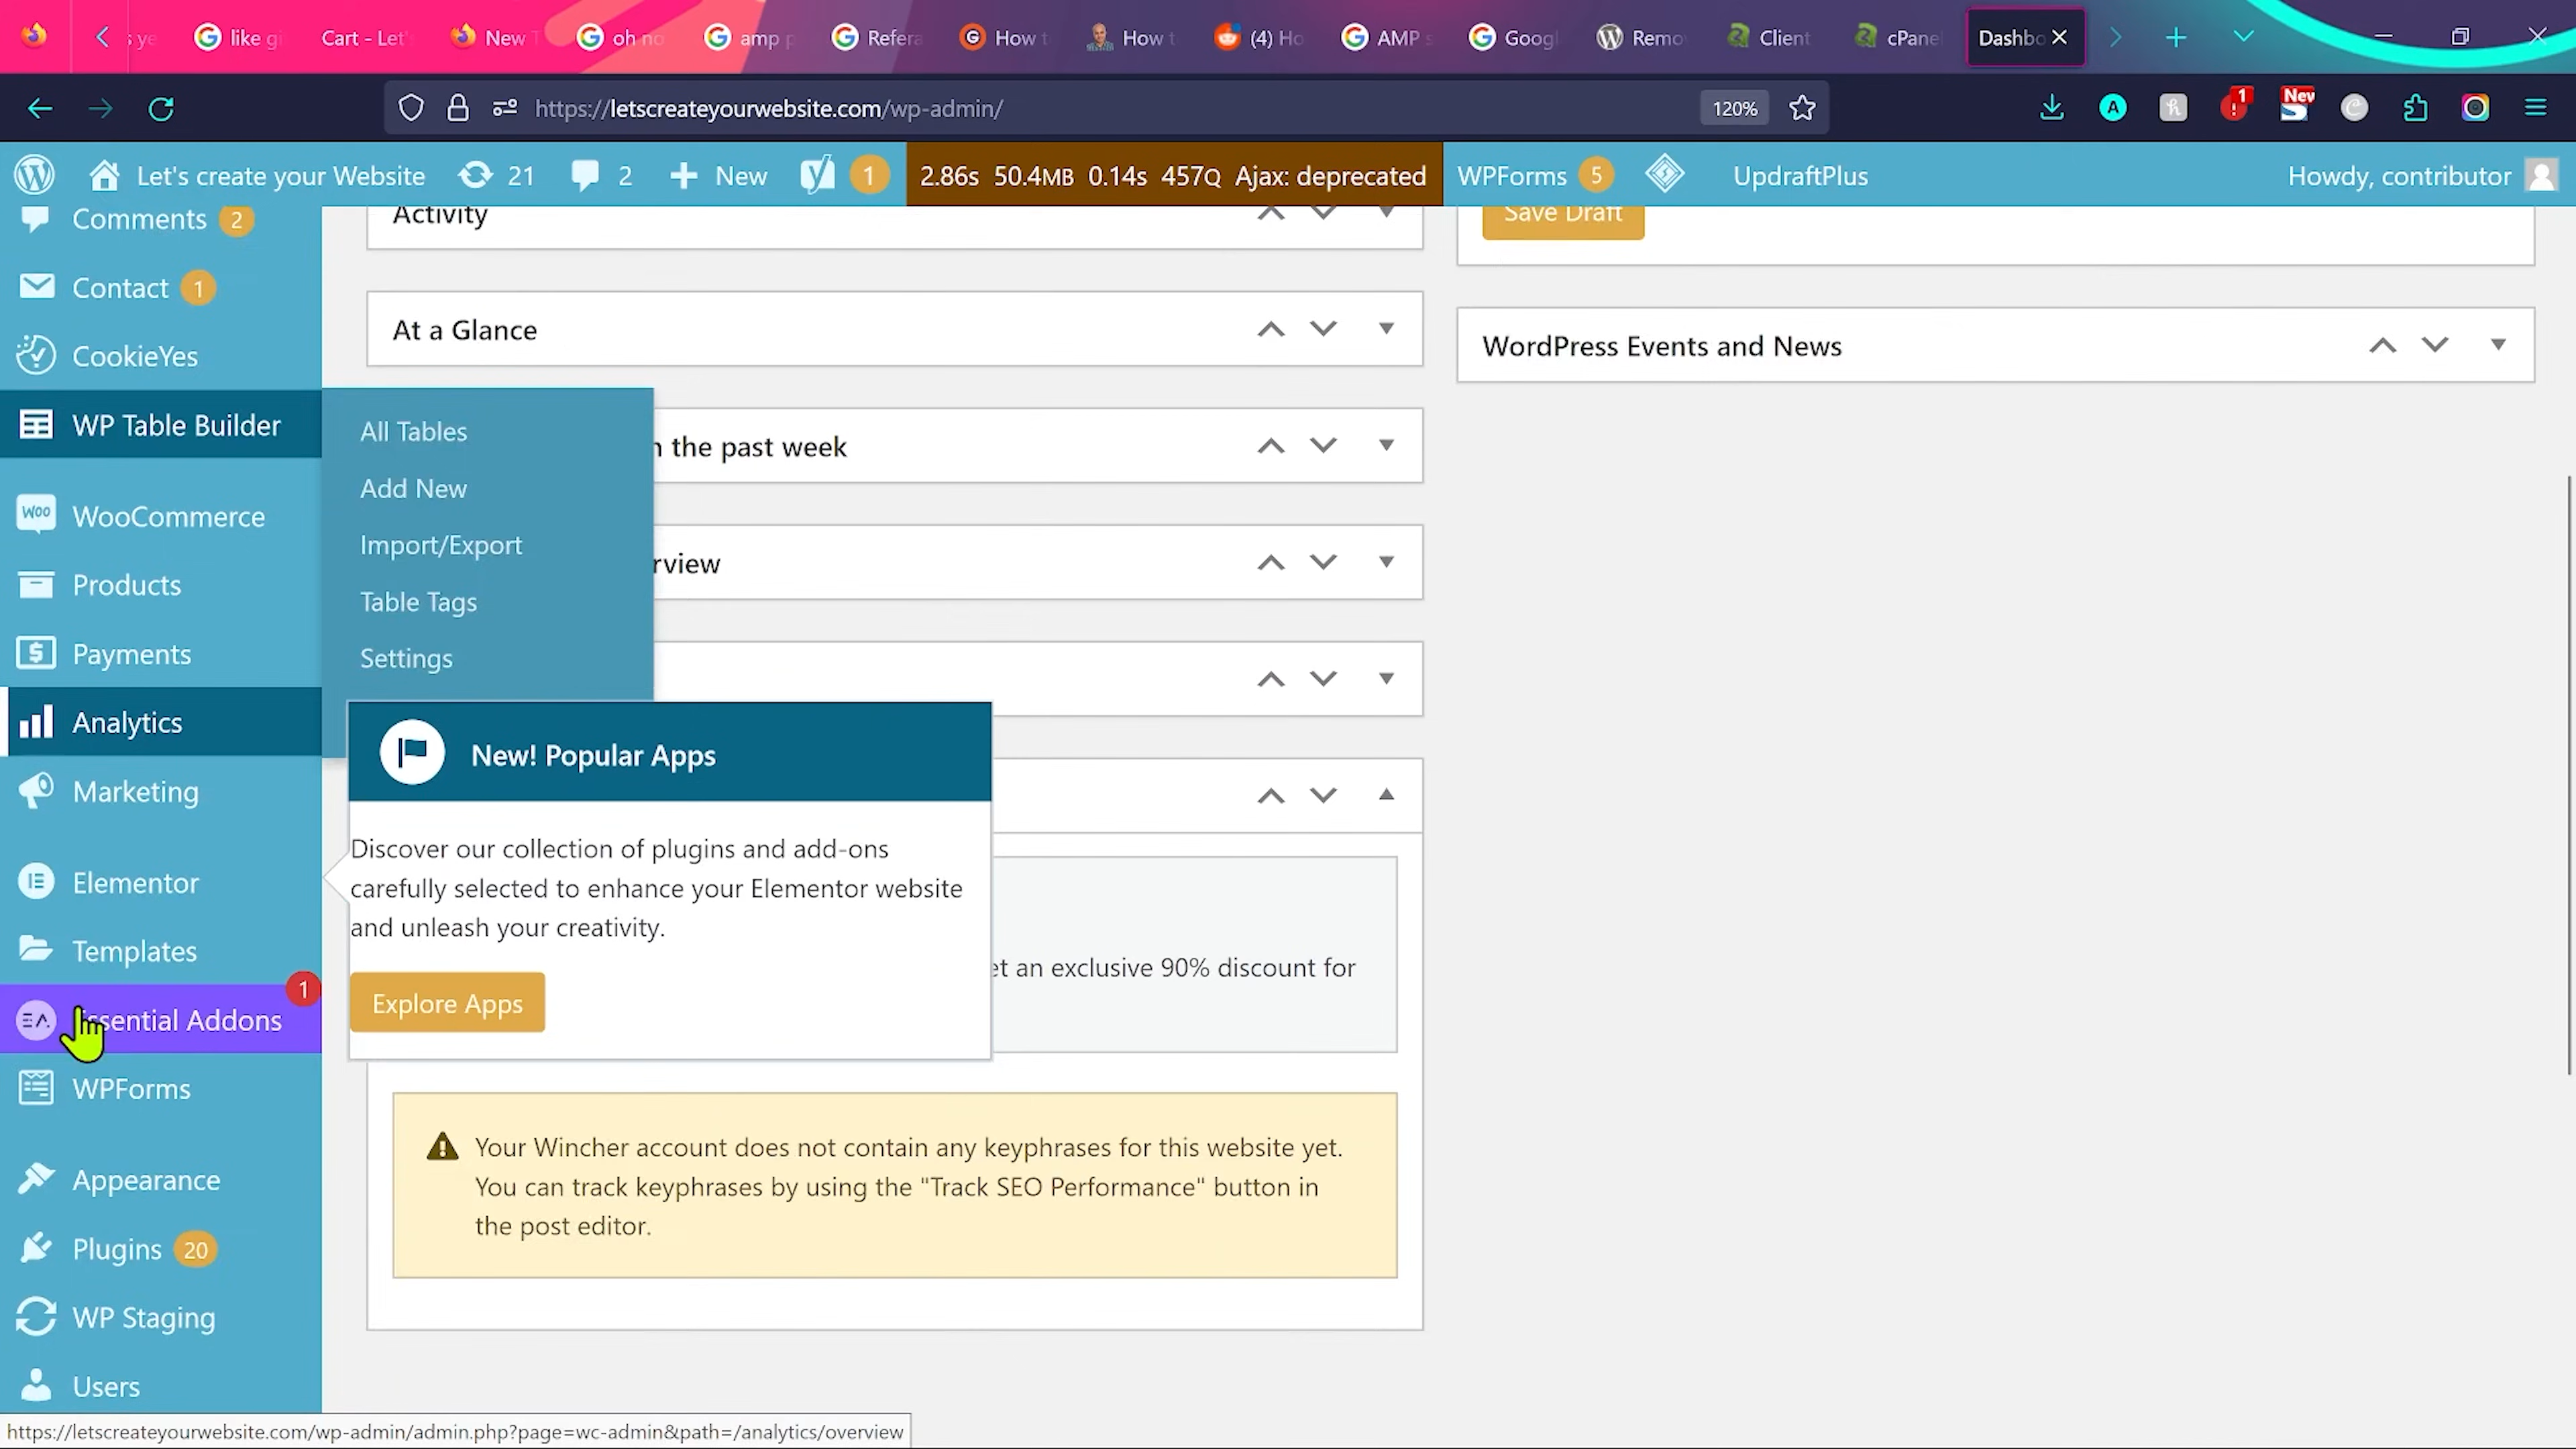 like gi
Cart - Let'
New T
oh no
amp p
Refera
How t
How t
(4) Ho
AMP s
Googl
Remo
Client
cPane
Dashbo
https://letscreateyourwebsite.com/wp-admin/
120%
A
1
New
Let's create your Website
21
2
New
1
2.86s 50.4MB 0.14s 457Q Ajax: deprecated
WPForms 5
UpdraftPlus
Howdy, contributor
Comments 2
Contact 1
CookieYes
WP Table Builder
WooCommerce
Products
Payments
Analytics
Marketing
Elementor
Templates
ssential Addons 1
WPForms
Appearance
Plugins 20
WP Staging
Users
All Tables
Add New
Import/Export
Table Tags
Settings
Activity
At a Glance
n the past week
rview
Save Draft
WordPress Events and News
New! Popular Apps
Discover our collection of plugins and add-ons
carefully selected to enhance your Elementor website
and unleash your creativity.
Explore Apps
et an exclusive 90% discount for
Your Wincher account does not contain any keyphrases for this website yet.
You can track keyphrases by using the "Track SEO Performance" button in
the post editor.
https://letscreateyourwebsite.com/wp-admin/admin.php?page=wc-admin&path=/analytics/overview